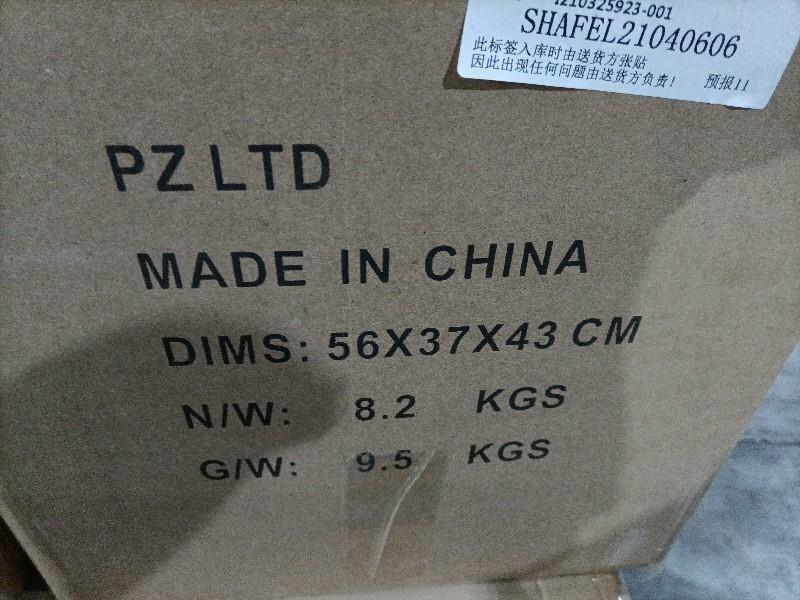 1210325923-001
SHAFEL21040606
此标签入库时由送货方张贴
因此出现任何问题由送货方负责! 预报11
PZ LTD
MADE IN CHINA
DIMS: 56X37X43 CM
N/W: 8.2 KGS
G/W: 9.5 KGS